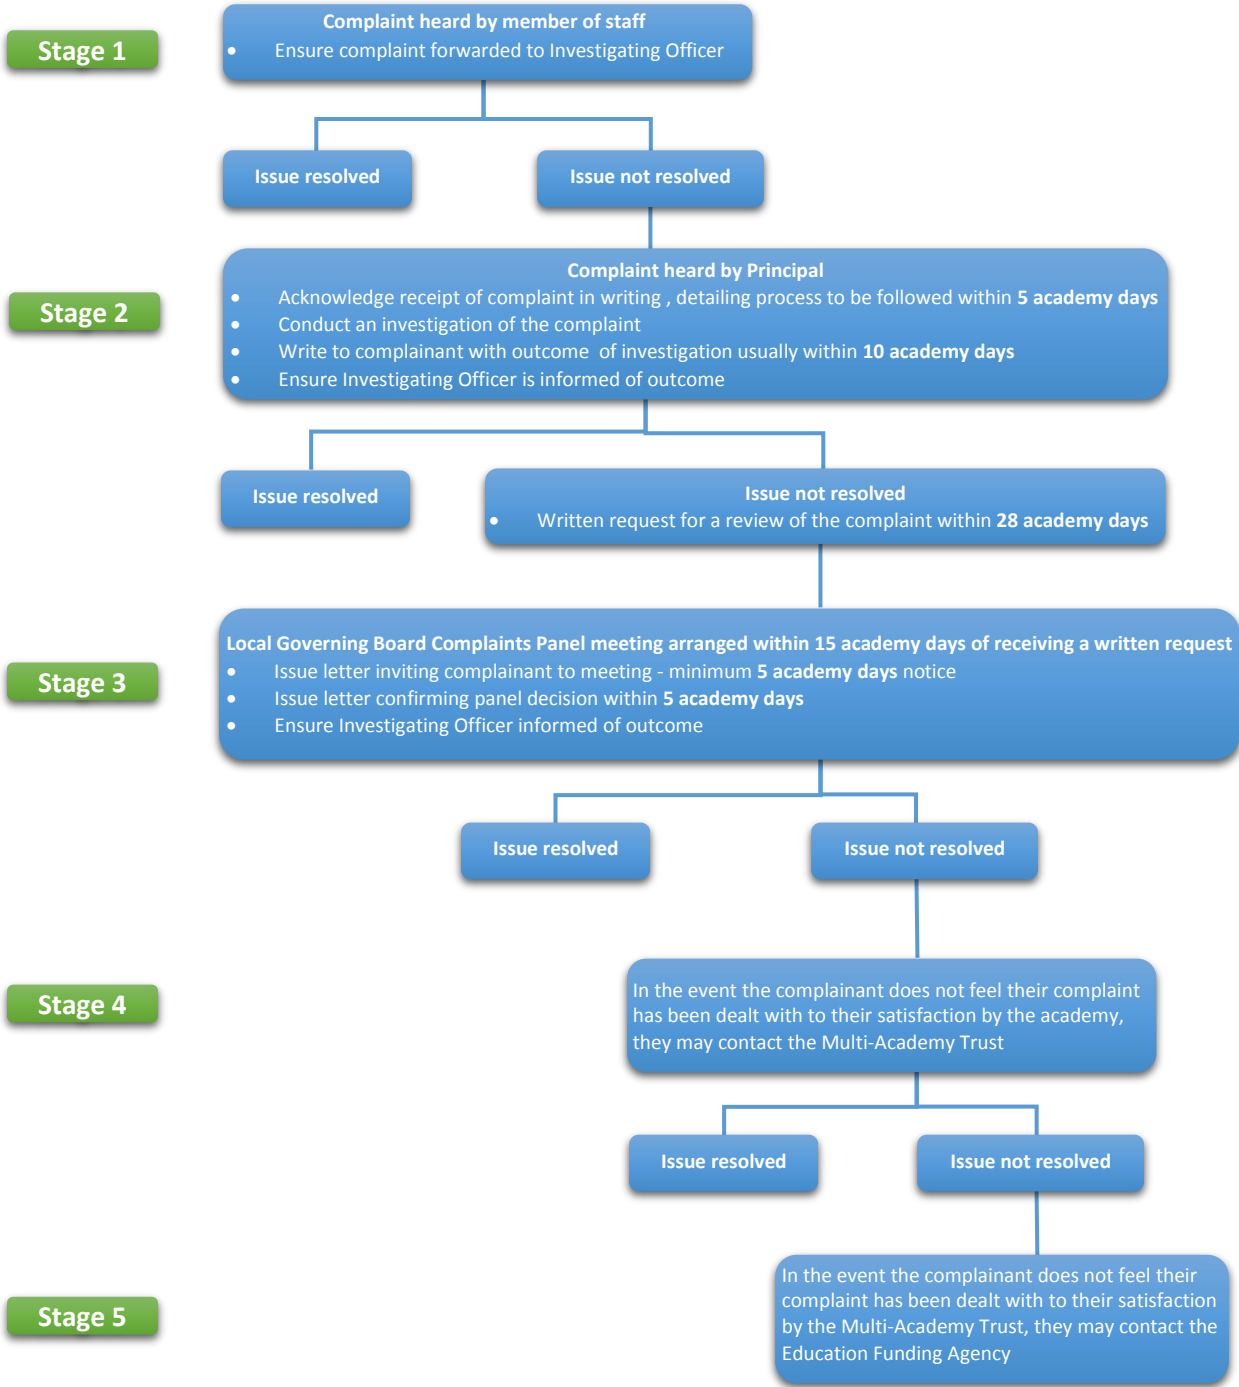 Stage 1
Complaint heard by member of staff
• Ensure complaint forwarded to Investigating Officer
Issue resolved
Issue not resolved
Stage 2
Complaint heard by Principal
• Acknowledge receipt of complaint in writing , detailing process to be followed within 5 academy days
• Conduct an investigation of the complaint
• Write to complainant with outcome of investigation usually within 10 academy days
• Ensure Investigating Officer is informed of outcome
Issue resolved
Issue not resolved
• Written request for a review of the complaint within 28 academy days
Stage 3
Local Governing Board Complaints Panel meeting arranged within 15 academy days of receiving a written request
• Issue letter inviting complainant to meeting - minimum 5 academy days notice
• Issue letter confirming panel decision within 5 academy days
• Ensure Investigating Officer informed of outcome
Issue resolved
Issue not resolved
Stage 4
In the event the complainant does not feel their complaint
has been dealt with to their satisfaction by the academy,
they may contact the Multi-Academy Trust
Issue resolved
Issue not resolved
Stage 5
In the event the complainant does not feel their
complaint has been dealt with to their satisfaction
by the Multi-Academy Trust, they may contact the
Education Funding Agency